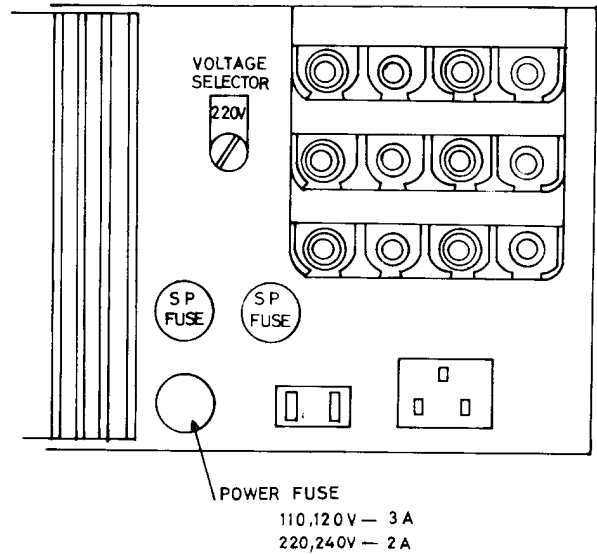 VOLTAGE
SELECTOR
220V
SP
FUSE
SP
FUSE
POWER FUSE
110,120V — 3A
220,240V — 2A